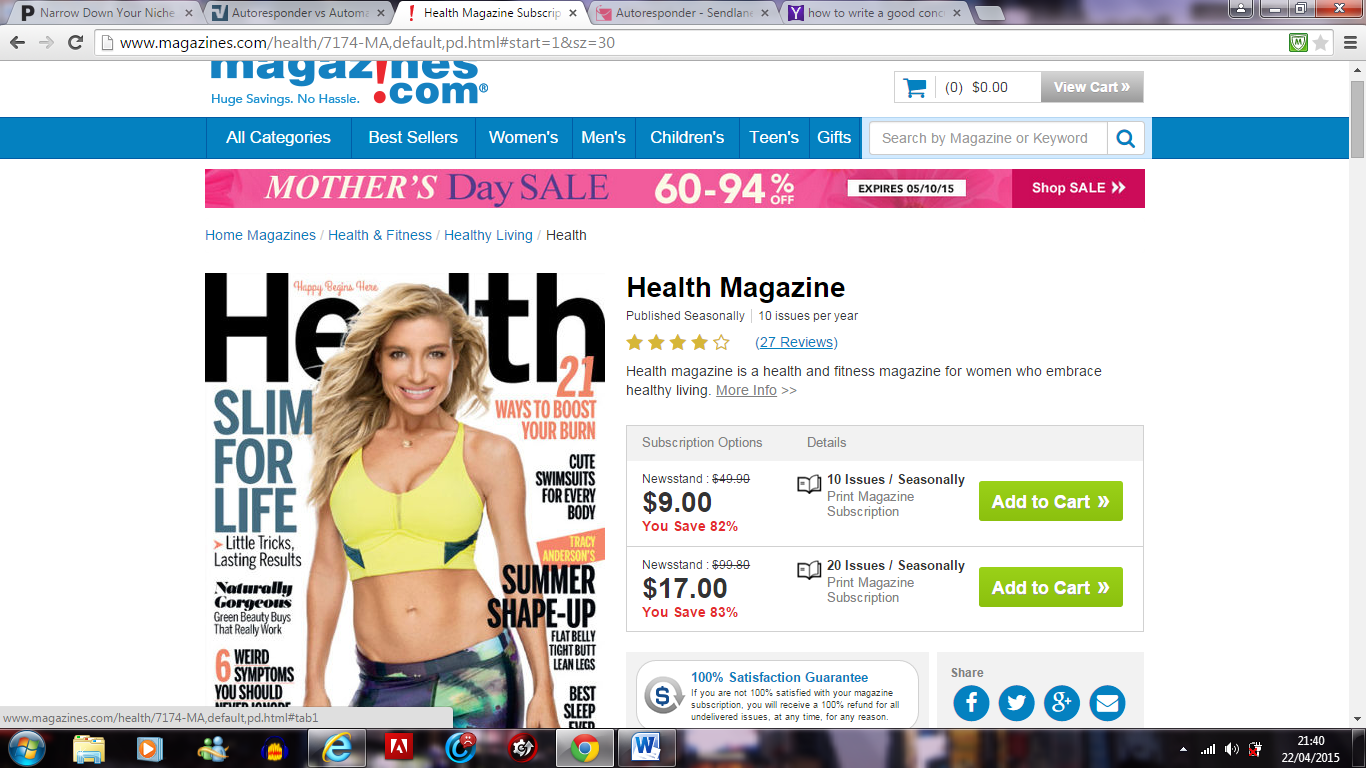 Narrow Down Your Niche
Autoresponder vs Automa
Health Magazine Subscrip
Autoresponder - Sendlane
how to write a good conc
www.magazines.com/health/7174-MA,default,pd.html#start=1&sz=30
magazines
.com®
Huge Savings. No Hassle.
(0) $0.00
View Cart »
All Categories
Best Sellers
Women's
Men's
Children's
Teen's
Gifts
Search by Magazine or Keyword
MOTHER'S Day SALE
60-94% OFF
EXPIRES 05/10/15
Shop SALE »
Home Magazines / Health & Fitness / Healthy Living / Health
Health
Happy Begins Here
21
WAYS TO BOOST
YOUR BURN
SLIM
FOR
LIFE
Little Tricks,
Lasting Results
CUTE
SWIMSUITS
FOR EVERY
BODY
Naturally
Gorgeous
Green Beauty Buys
That Really Work
TRACY
ANDERSON'S
SUMMER
SHAPE-UP
FLAT BELLY
TIGHT BUTT
LEAN LEGS
6 WEIRD
SYMPTOMS
YOU SHOULD
NEVER IGNORE
BEST
SLEEP
EVER
Health Magazine
Published Seasonally | 10 issues per year
(27 Reviews)
Health magazine is a health and fitness magazine for women who embrace
healthy living. More Info >>
Subscription Options
Details
Newsstand : $49.90
$9.00
You Save 82%
10 Issues / Seasonally
Print Magazine
Subscription
Add to Cart »
Newsstand : $99.80
$17.00
You Save 83%
20 Issues / Seasonally
Print Magazine
Subscription
Add to Cart »
100% Satisfaction Guarantee
If you are not 100% satisfied with your magazine
subscription, you will receive a 100% refund for all
undelivered issues, at any time, for any reason.
Share
www.magazines.com/health/7174-MA,default,pd.html#tab1
21:40
22/04/2015